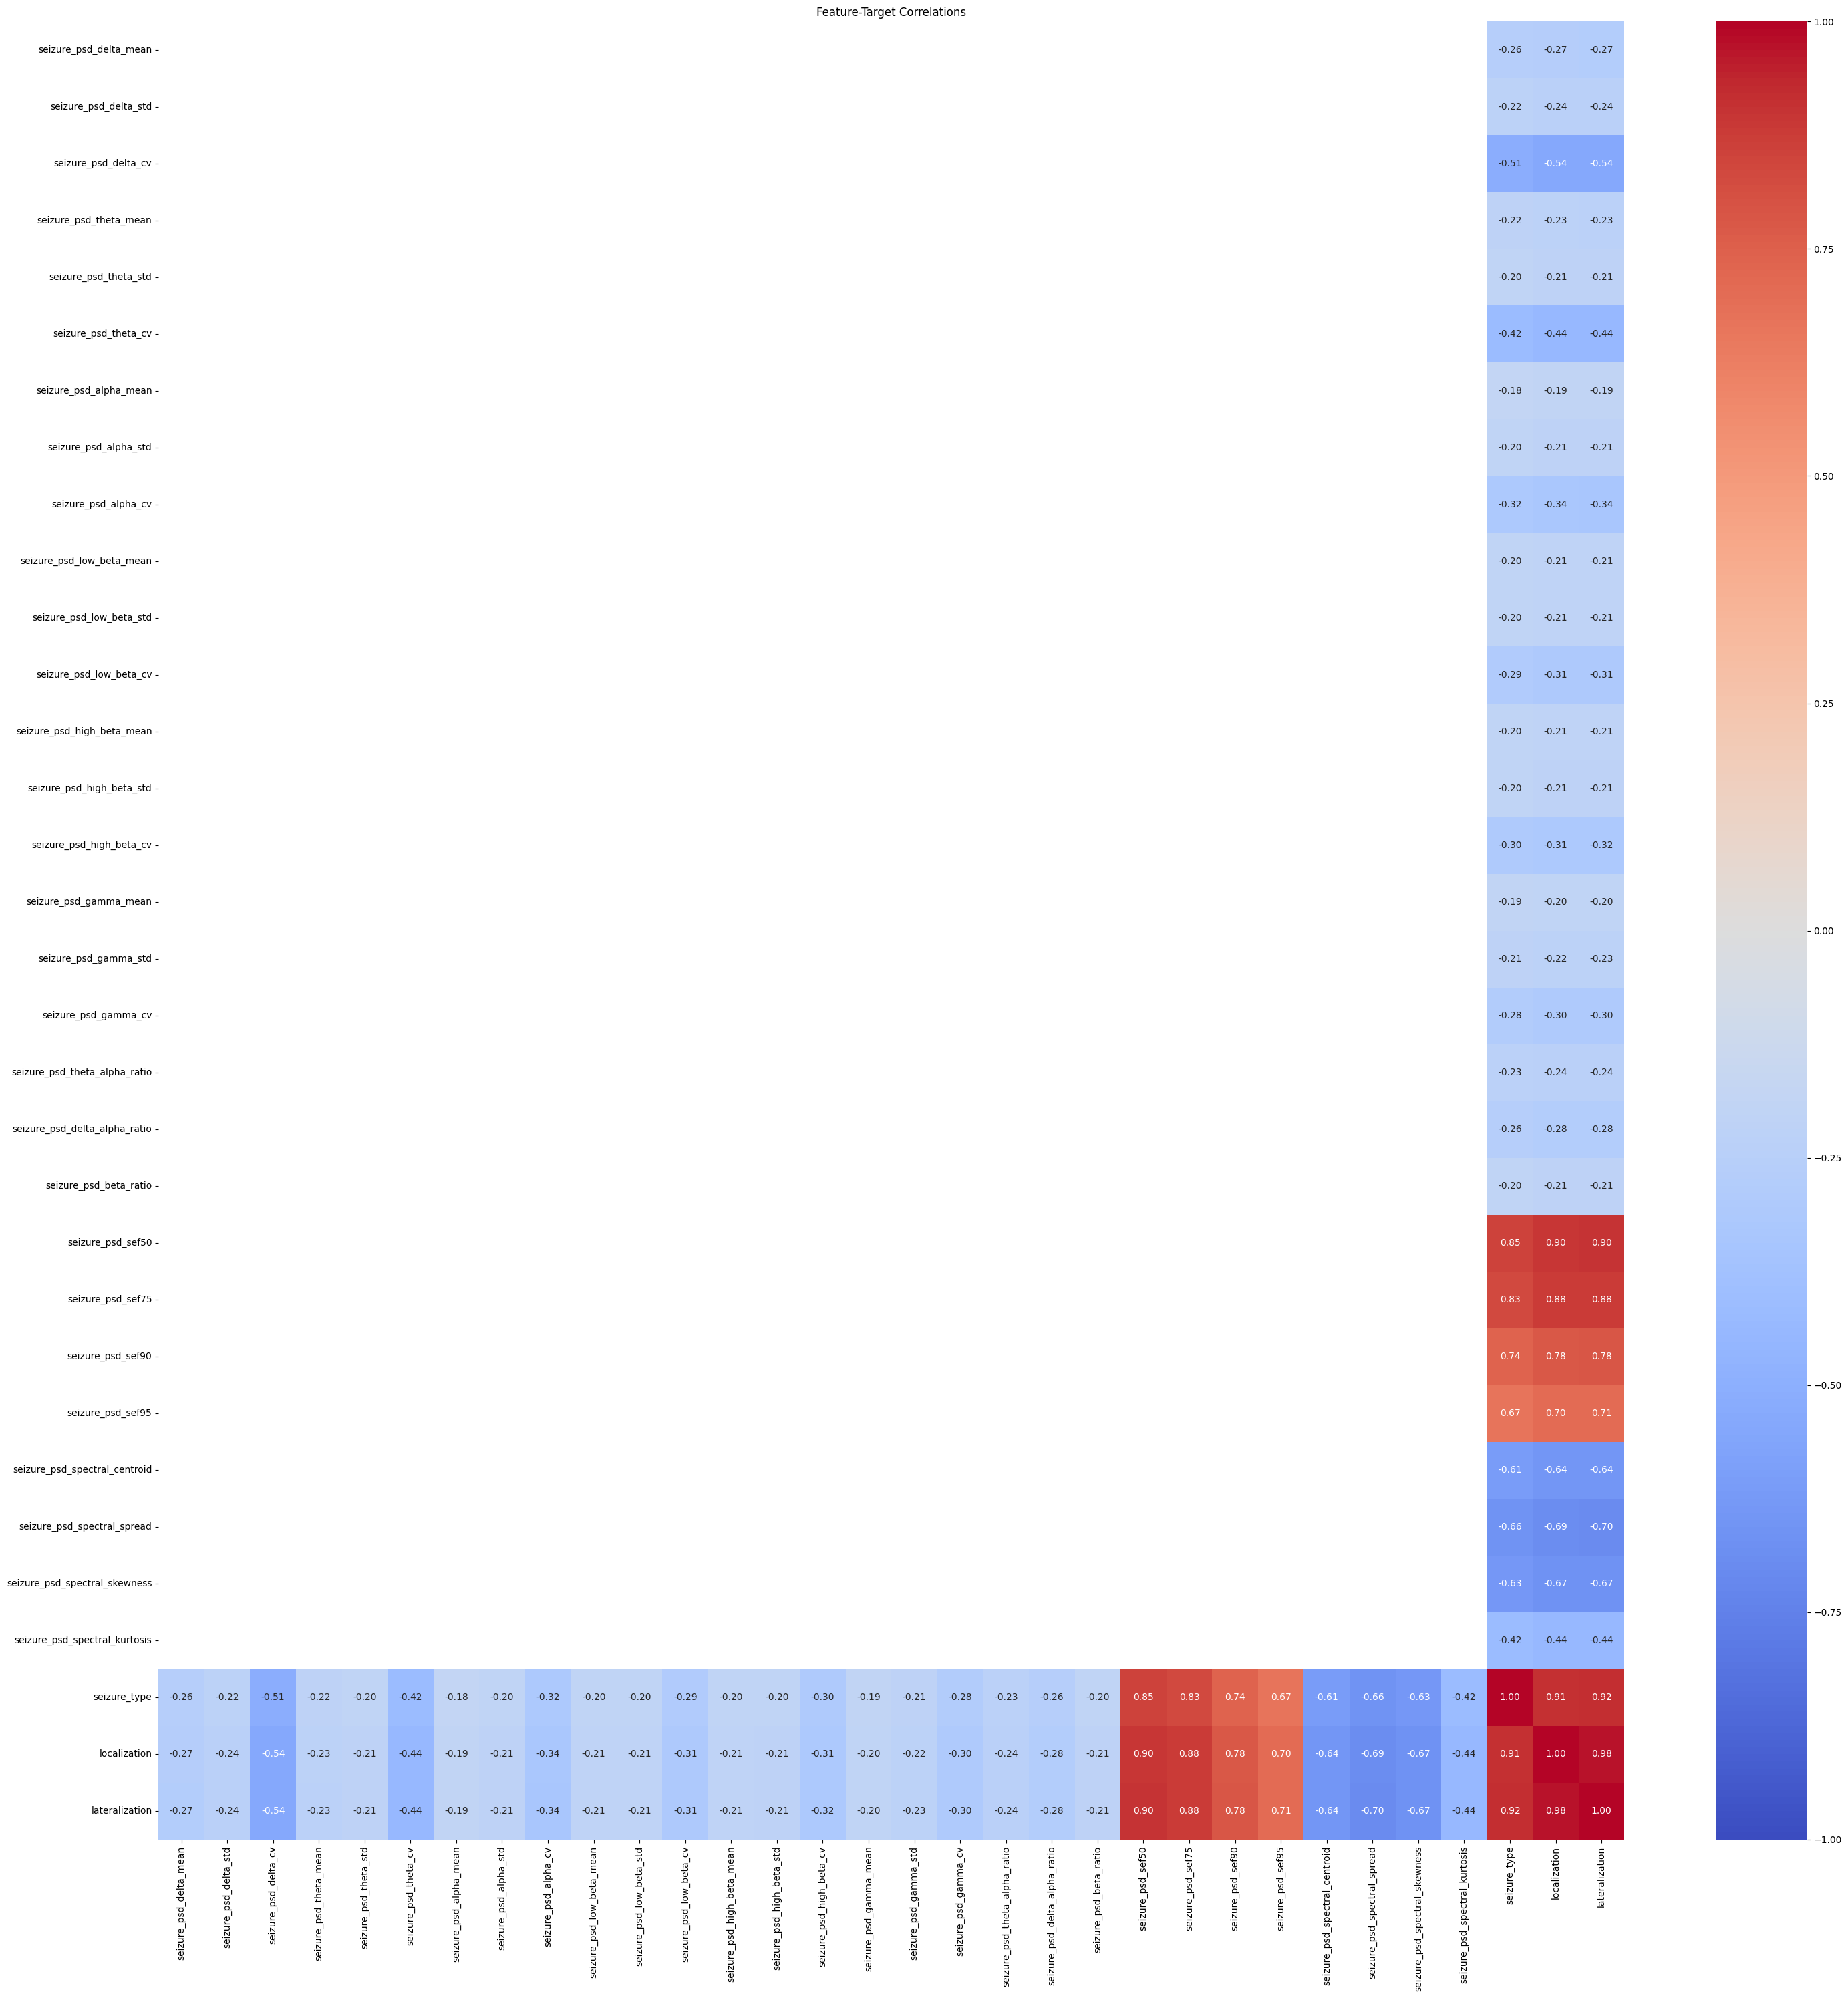 Feature-Target Correlations
seizure_psd_delta_mean -0.26 -0.27 -0.27
seizure_psd_delta_std -0.22 -0.24 -0.24
seizure_psd_delta_cv -0.51 -0.54 -0.54
seizure_psd_theta_mean -0.22 -0.23 -0.23
seizure_psd_theta_std -0.20 -0.21 -0.21
seizure_psd_theta_cv -0.42 -0.44 -0.44
seizure_psd_alpha_mean -0.18 -0.19 -0.19
seizure_psd_alpha_std -0.20 -0.21 -0.21
seizure_psd_alpha_cv -0.32 -0.34 -0.34
seizure_psd_low_beta_mean -0.20 -0.21 -0.21
seizure_psd_low_beta_std -0.20 -0.21 -0.21
seizure_psd_low_beta_cv -0.29 -0.31 -0.31
seizure_psd_high_beta_mean -0.20 -0.21 -0.21
seizure_psd_high_beta_std -0.20 -0.21 -0.21
seizure_psd_high_beta_cv -0.30 -0.31 -0.32
seizure_psd_gamma_mean -0.19 -0.20 -0.20
seizure_psd_gamma_std -0.21 -0.22 -0.23
seizure_psd_gamma_cv -0.28 -0.30 -0.30
seizure_psd_theta_alpha_ratio -0.23 -0.24 -0.24
seizure_psd_delta_alpha_ratio -0.26 -0.28 -0.28
seizure_psd_beta_ratio -0.20 -0.21 -0.21
seizure_psd_sef50 0.85 0.90 0.90
seizure_psd_sef75 0.83 0.88 0.88
seizure_psd_sef90 0.74 0.78 0.78
seizure_psd_sef95 0.67 0.70 0.71
seizure_psd_spectral_centroid -0.61 -0.64 -0.64
seizure_psd_spectral_spread -0.66 -0.69 -0.70
seizure_psd_spectral_skewness -0.63 -0.67 -0.67
seizure_psd_spectral_kurtosis -0.42 -0.44 -0.44
seizure_type -0.26 -0.22 -0.51 -0.22 -0.20 -0.42 -0.18 -0.20 -0.32 -0.20 -0.20 -0.29 -0.20 -0.20 -0.30 -0.19 -0.21 -0.28 -0.23 -0.26 -0.20 0.85 0.83 0.74 0.67 -0.61 -0.66 -0.63 -0.42 1.00 0.91 0.92
localization -0.27 -0.24 -0.54 -0.23 -0.21 -0.44 -0.19 -0.21 -0.34 -0.21 -0.21 -0.31 -0.21 -0.21 -0.31 -0.20 -0.22 -0.30 -0.24 -0.28 -0.21 0.90 0.88 0.78 0.70 -0.64 -0.69 -0.67 -0.44 0.91 1.00 0.98
lateralization -0.27 -0.24 -0.54 -0.23 -0.21 -0.44 -0.19 -0.21 -0.34 -0.21 -0.21 -0.31 -0.21 -0.21 -0.32 -0.20 -0.23 -0.30 -0.24 -0.28 -0.21 0.90 0.88 0.78 0.71 -0.64 -0.70 -0.67 -0.44 0.92 0.98 1.00
seizure_psd_delta_mean
seizure_psd_delta_std
seizure_psd_delta_cv
seizure_psd_theta_mean
seizure_psd_theta_std
seizure_psd_theta_cv
seizure_psd_alpha_mean
seizure_psd_alpha_std
seizure_psd_alpha_cv
seizure_psd_low_beta_mean
seizure_psd_low_beta_std
seizure_psd_low_beta_cv
seizure_psd_high_beta_mean
seizure_psd_high_beta_std
seizure_psd_high_beta_cv
seizure_psd_gamma_mean
seizure_psd_gamma_std
seizure_psd_gamma_cv
seizure_psd_theta_alpha_ratio
seizure_psd_delta_alpha_ratio
seizure_psd_beta_ratio
seizure_psd_sef50
seizure_psd_sef75
seizure_psd_sef90
seizure_psd_sef95
seizure_psd_spectral_centroid
seizure_psd_spectral_spread
seizure_psd_spectral_skewness
seizure_psd_spectral_kurtosis
seizure_type
localization
lateralization
1.00
0.75
0.50
0.25
0.00
−0.25
−0.50
−0.75
−1.00